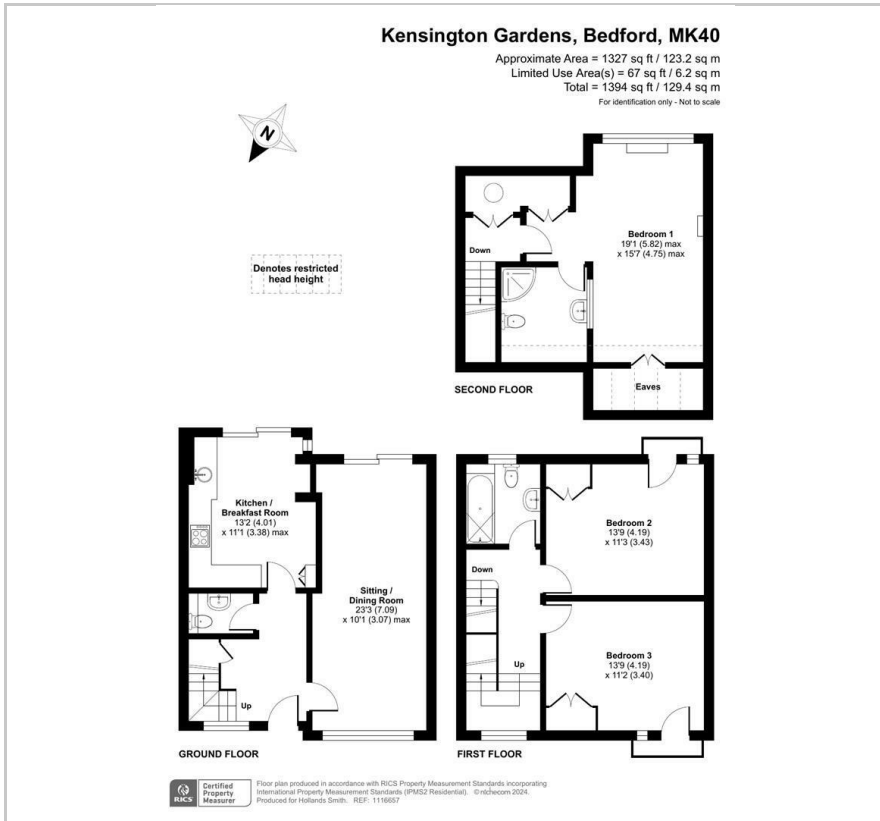 Kensington Gardens, Bedford, MK40
Approximate Area = 1327 sq ft / 123.2 sq m
Limited Use Area(s) = 67 sq ft / 6.2 sq m
Total = 1394 sq ft / 129.4 sq m
For identification only - Not to scale
N
Denotes restricted
head height
Down
Bedroom 1
19'1 (5.82) max
x 15'7 (4.75) max
Eaves
SECOND FLOOR
Kitchen /
Breakfast Room
13'2 (4.01)
x 11'1 (3.38) max
Sitting /
Dining Room
23'3 (7.09)
x 10'1 (3.07) max
Up
GROUND FLOOR
Bedroom 2
13'9 (4.19)
x 11'3 (3.43)
Down
Up
Bedroom 3
13'9 (4.19)
x 11'2 (3.40)
FIRST FLOOR
RICS
Certified
Property
Measurer
Floor plan produced in accordance with RICS Property Measurement Standards incorporating
International Property Measurement Standards (IPMS2 Residential). © nichecom 2024.
Produced for Hollands Smith. REF: 1116657